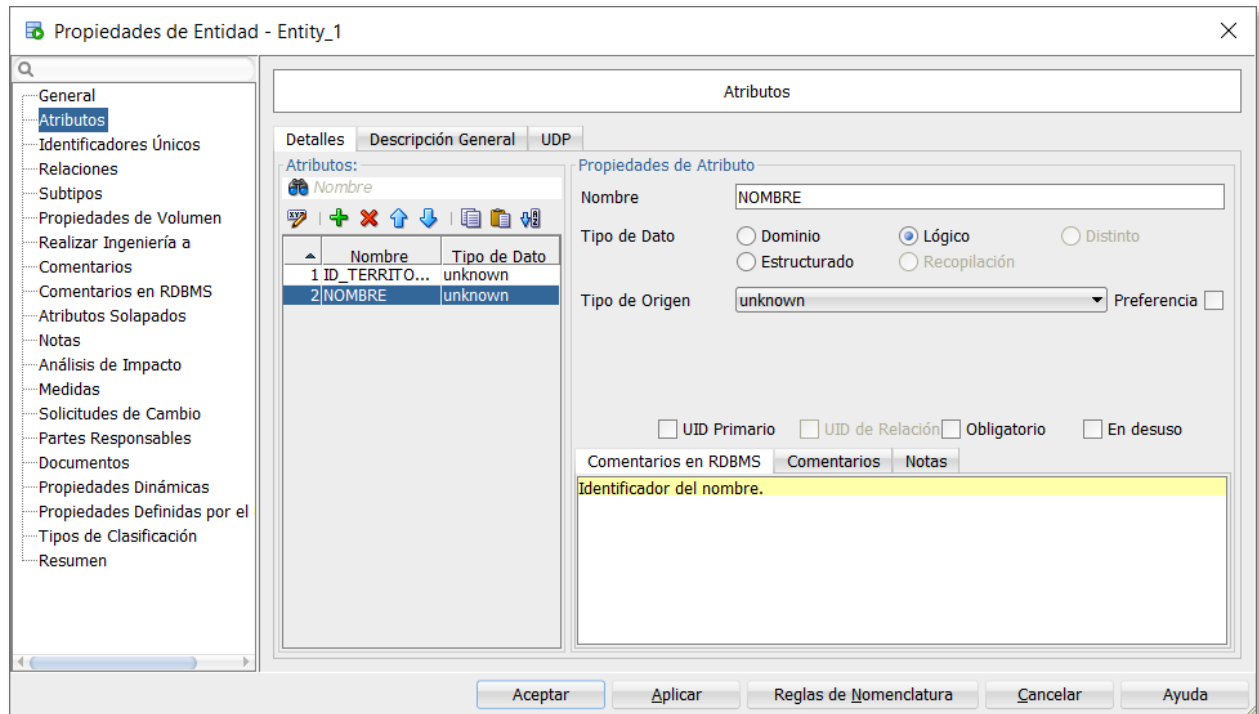 Propiedades de Entidad - Entity_1
General
Atributos
Identificadores Únicos
Relaciones
Subtipos
Propiedades de Volumen
Realizar Ingeniería a
Comentarios
Comentarios en RDBMS
Atributos Solapados
Notas
Análisis de Impacto
Medidas
Solicitudes de Cambio
Partes Responsables
Documentos
Propiedades Dinámicas
Propiedades Definidas por el
Tipos de Clasificación
Resumen
Atributos
Detalles Descripción General UDP
Atributos:
Nombre
Nombre Tipo de Dato
1 ID_TERRITO... unknown
2 NOMBRE unknown
Propiedades de Atributo
Nombre NOMBRE
Tipo de Dato Dominio Lógico Distinto
Estructurado Recopilación
Tipo de Origen unknown Preferencia
UID Primario UID de Relación Obligatorio En desuso
Comentarios en RDBMS Comentarios Notas
Identificador del nombre.
Aceptar Aplicar Reglas de Nomenclatura Cancelar Ayuda